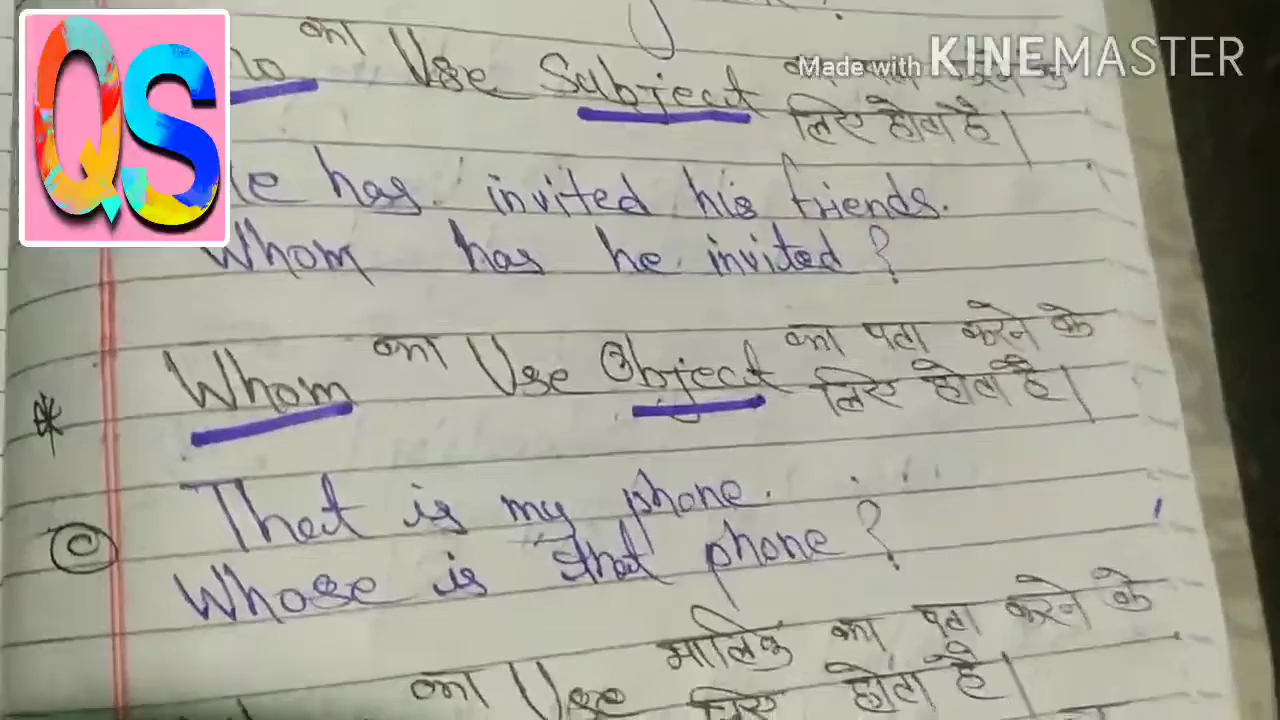 QS
Made with KINEMASTER
का Use Subject
लिए होता है।
has invited his friends.
Whom has he invited?
* Whom का Use Object का पता करने के
लिए होता है।
That is my phone.
c Whose is that phone?
मालिक का पता करने के
का Use लिए होता है।